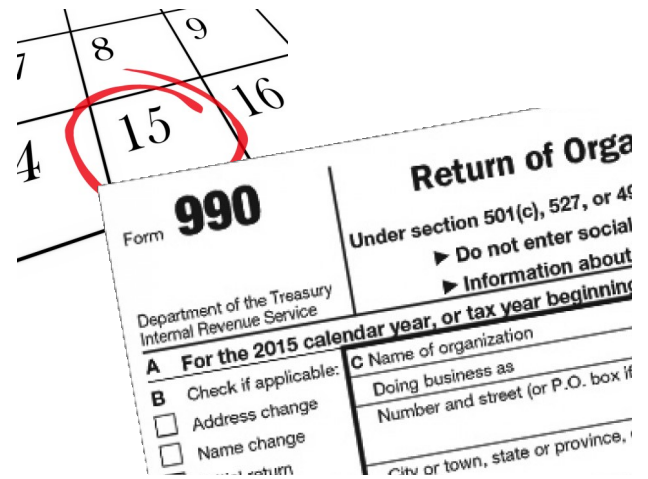 7 8 9
4 15 16
Form 990
Return of Orga
Under section 501(c), 527, or 49
▶ Do not enter social
▶ Information about
Department of the Treasury
Internal Revenue Service
A For the 2015 calendar year, or tax year beginning
B Check if applicable:
Address change
Name change
return
C Name of organization
Doing business as
Number and street (or P.O. box if
City or town, state or province,